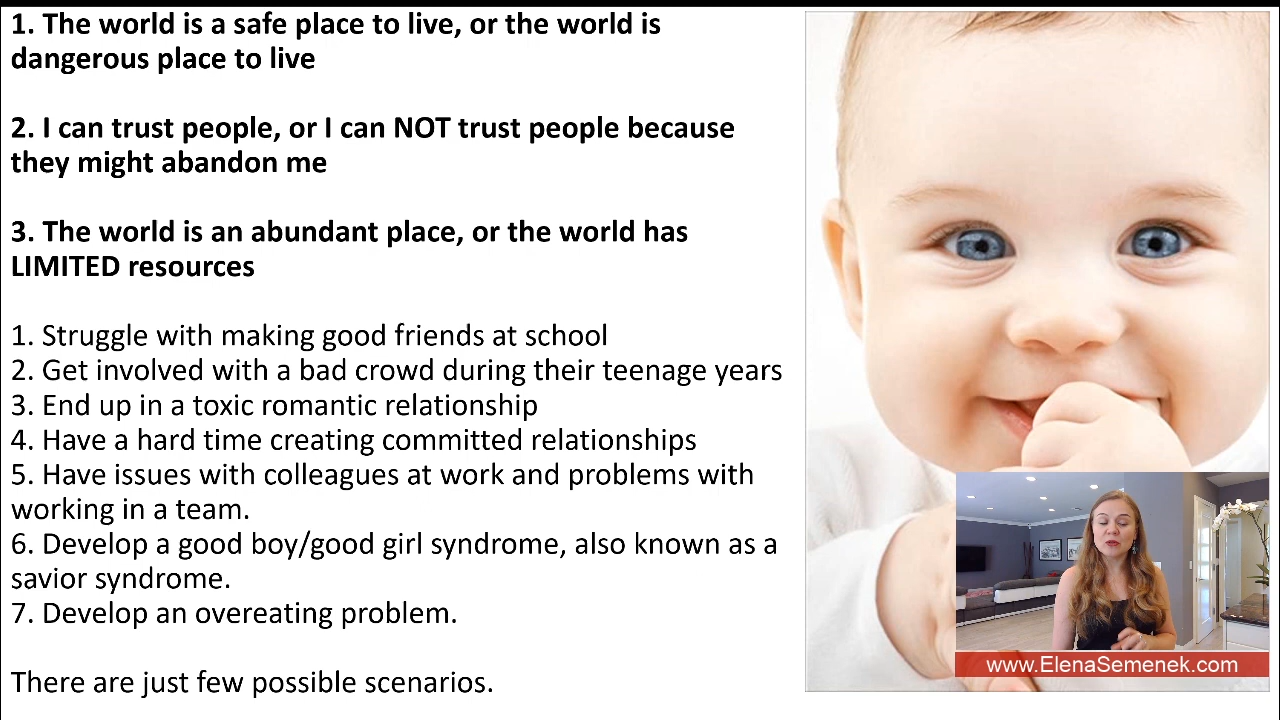 1. The world is a safe place to live, or the world is
dangerous place to live
2. I can trust people, or I can NOT trust people because
they might abandon me
3. The world is an abundant place, or the world has
LIMITED resources
1. Struggle with making good friends at school
2. Get involved with a bad crowd during their teenage years
3. End up in a toxic romantic relationship
4. Have a hard time creating committed relationships
5. Have issues with colleagues at work and problems with
working in a team.
6. Develop a good boy/good girl syndrome, also known as a
savior syndrome.
7. Develop an overeating problem.
There are just few possible scenarios.
www.ElenaSemenek.com